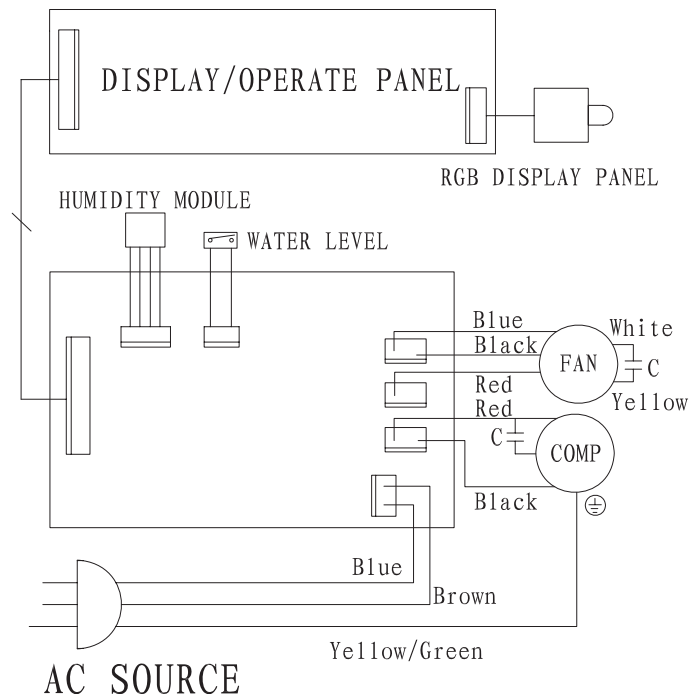 DISPLAY/OPERATE PANEL
RGB DISPLAY PANEL
HUMIDITY MODULE
WATER LEVEL
Blue
White
Black
FAN
C
Red
Yellow
Red
C
COMP
Black
Blue
Brown
Yellow/Green
AC SOURCE